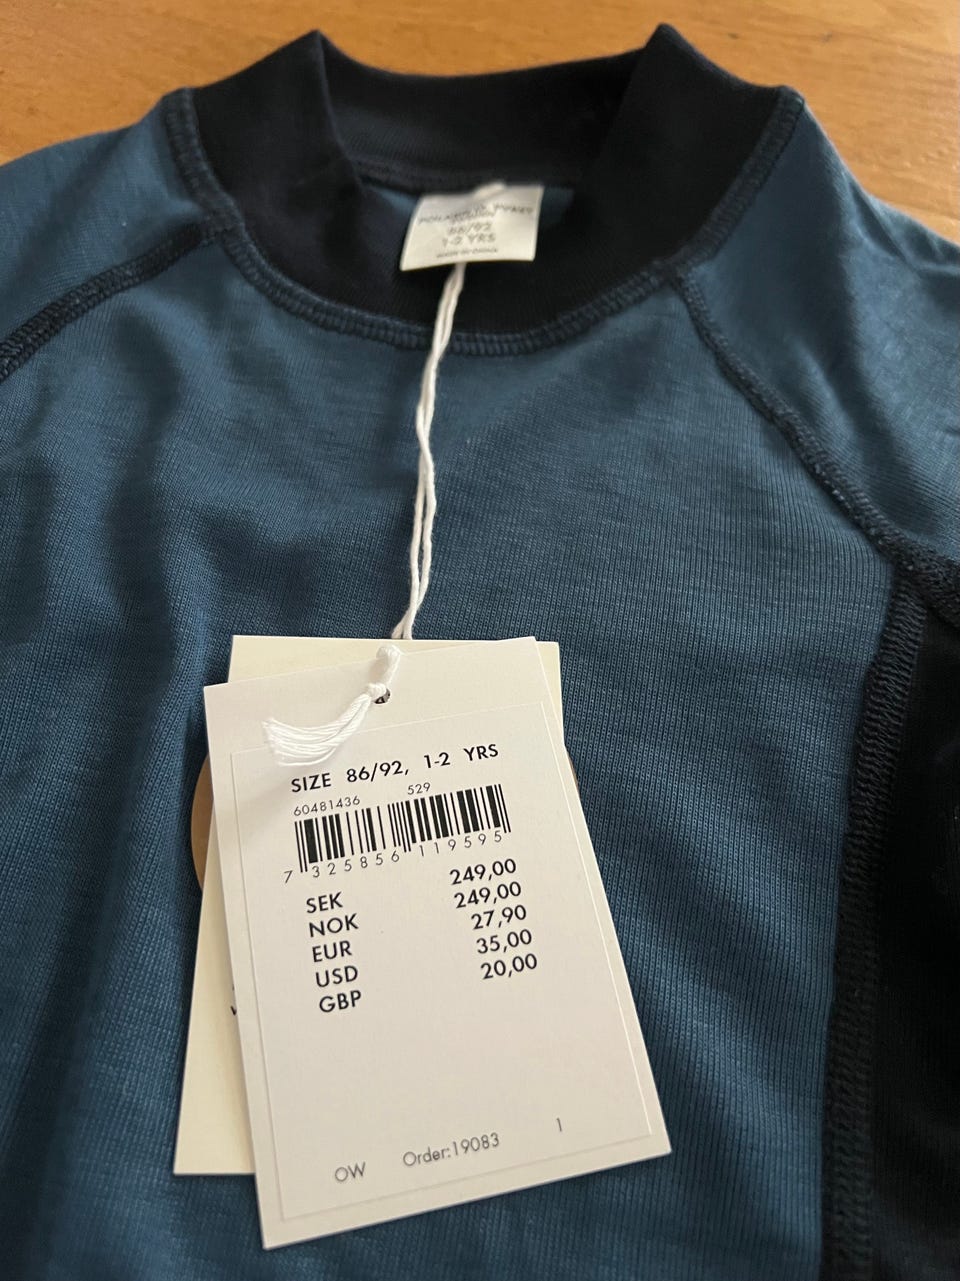 86/92
1-2 YRS
SIZE 86/92, 1-2 YRS
60481436 529
7 325856 119595
SEK 249,00
NOK 249,00
EUR 27,90
USD 35,00
GBP 20,00
OW Order:19083 1